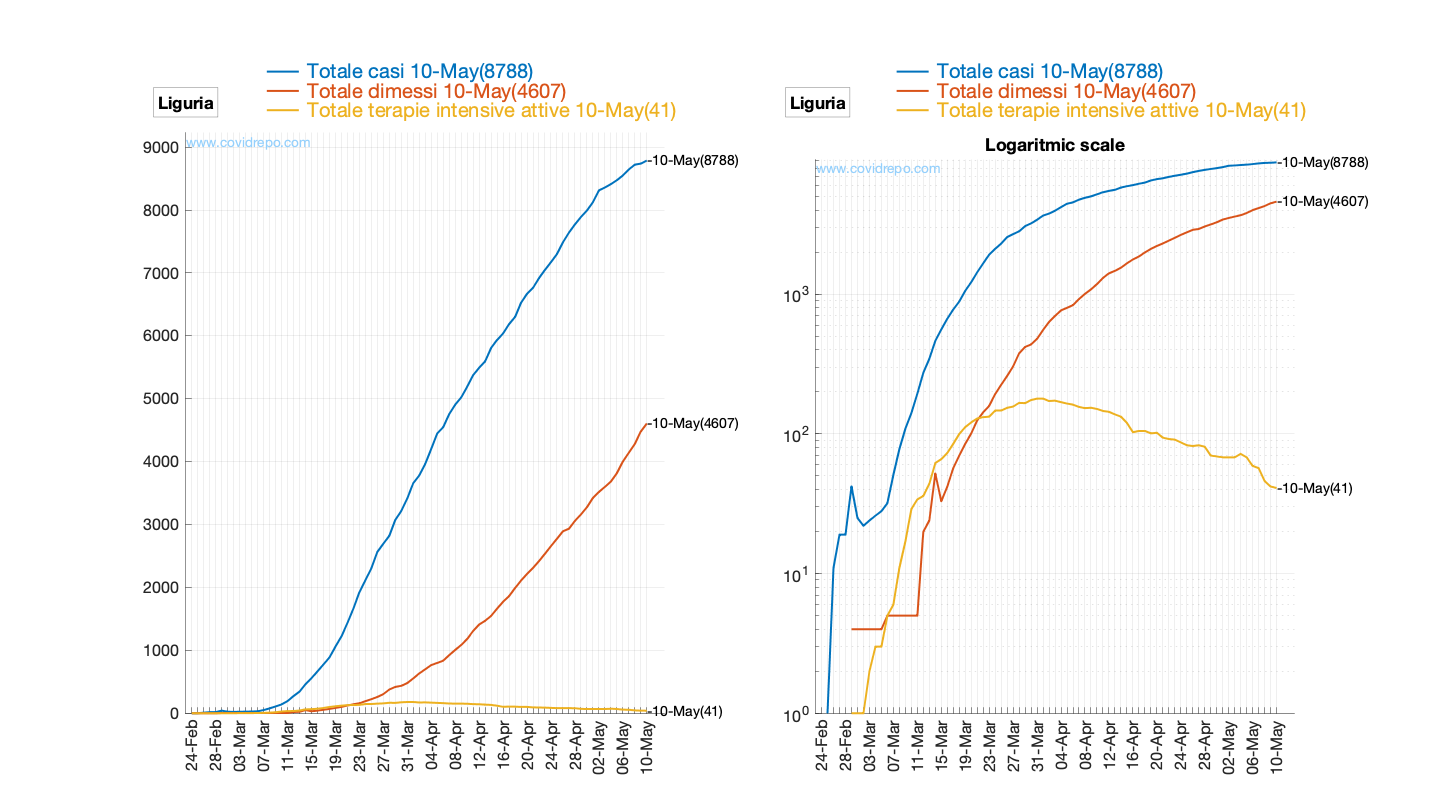 Totale casi 10-May(8788)
Totale dimessi 10-May(4607)
Totale terapie intensive attive 10-May(41)
Liguria
www.covidrepo.com
9000
8000
7000
6000
5000
4000
3000
2000
1000
0
10-May(8788)
10-May(4607)
10-May(41)
24-Feb
28-Feb
03-Mar
07-Mar
11-Mar
15-Mar
19-Mar
23-Mar
27-Mar
31-Mar
04-Apr
08-Apr
12-Apr
16-Apr
20-Apr
24-Apr
28-Apr
02-May
06-May
10-May
Totale casi 10-May(8788)
Totale dimessi 10-May(4607)
Totale terapie intensive attive 10-May(41)
Liguria
Logaritmic scale
www.covidrepo.com
10^3
10^2
10^1
10^0
10-May(8788)
10-May(4607)
10-May(41)
24-Feb
28-Feb
03-Mar
07-Mar
11-Mar
15-Mar
19-Mar
23-Mar
27-Mar
31-Mar
04-Apr
08-Apr
12-Apr
16-Apr
20-Apr
24-Apr
28-Apr
02-May
06-May
10-May